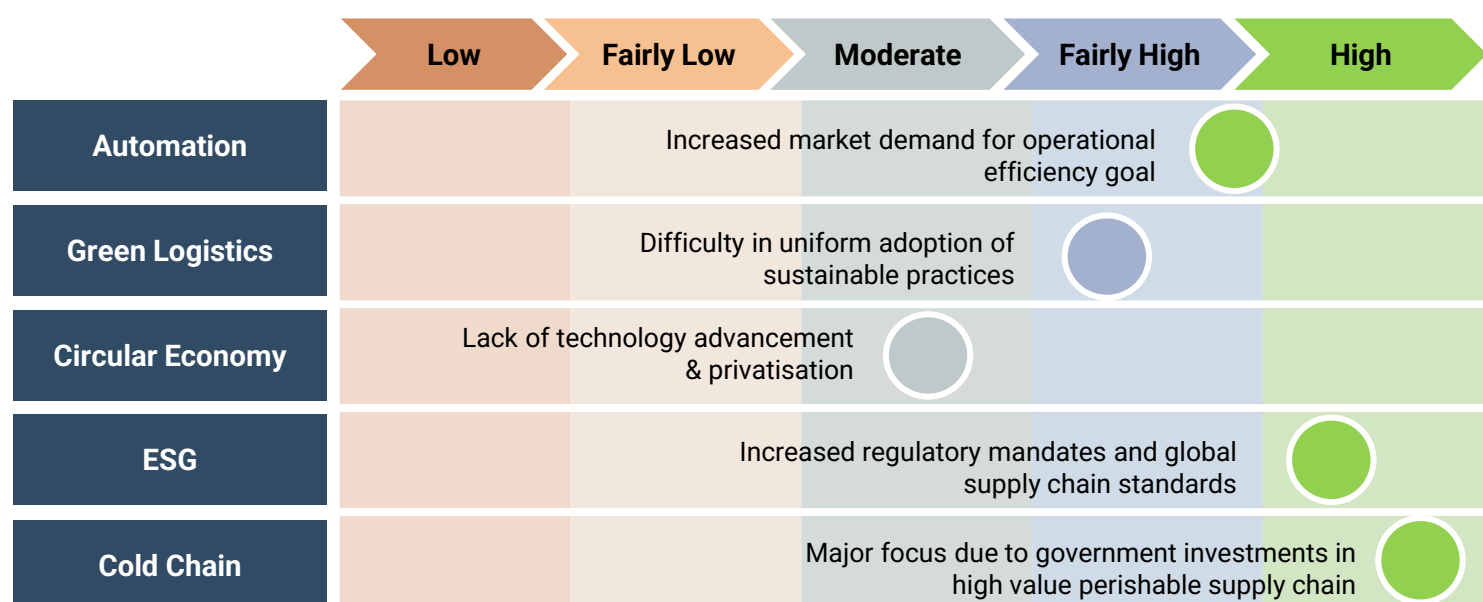 Low
Fairly Low
Moderate
Fairly High
High
Automation
Increased market demand for operational
efficiency goal
Green Logistics
Difficulty in uniform adoption of
sustainable practices
Circular Economy
Lack of technology advancement
& privatisation
ESG
Increased regulatory mandates and global
supply chain standards
Cold Chain
Major focus due to government investments in
high value perishable supply chain